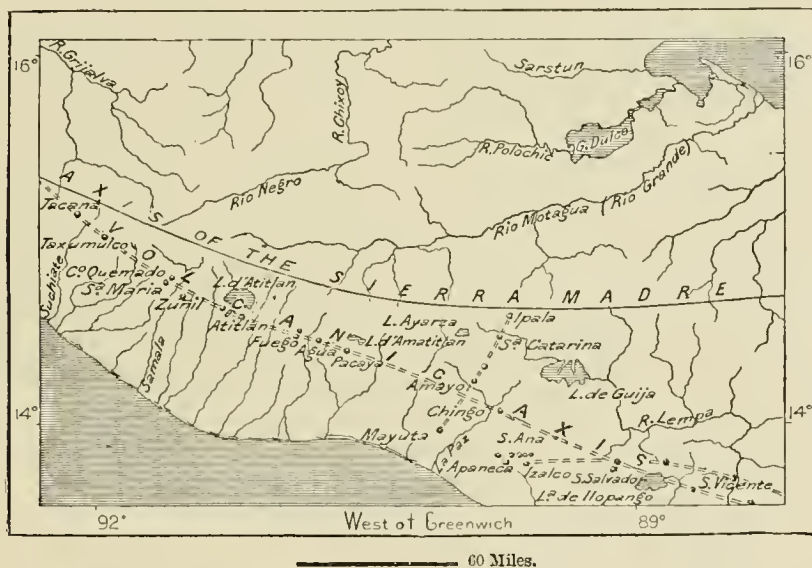 16°
16°
R. Grijalva
R. Chixoy
Sarstun
R. Polochic
G. Dulce
Rio Negro
Rio Motagua (Rio Grande)
AXIS OF THE SIERRA MADRE
VOLCANIC AXIS
Tacana
Taxumulco
Co. Quemado
Sa. Maria
Zunil
Suchiate
Samala
L. d'Atitlan
Atitlan
Fuego
Agua
Pacaya
L. d'Amatitlan
L. Ayarza
Ipala
Sa. Catarina
Amayor
Chingo
L. de Guija
14°
14°
Mayuta
La Paz
R. Lempa
S. Ana
Apaneca
Izalco
S. Salvador
S. Vicente
La. de Ilopango
92°
West of Greenwich
89°
60 Miles.